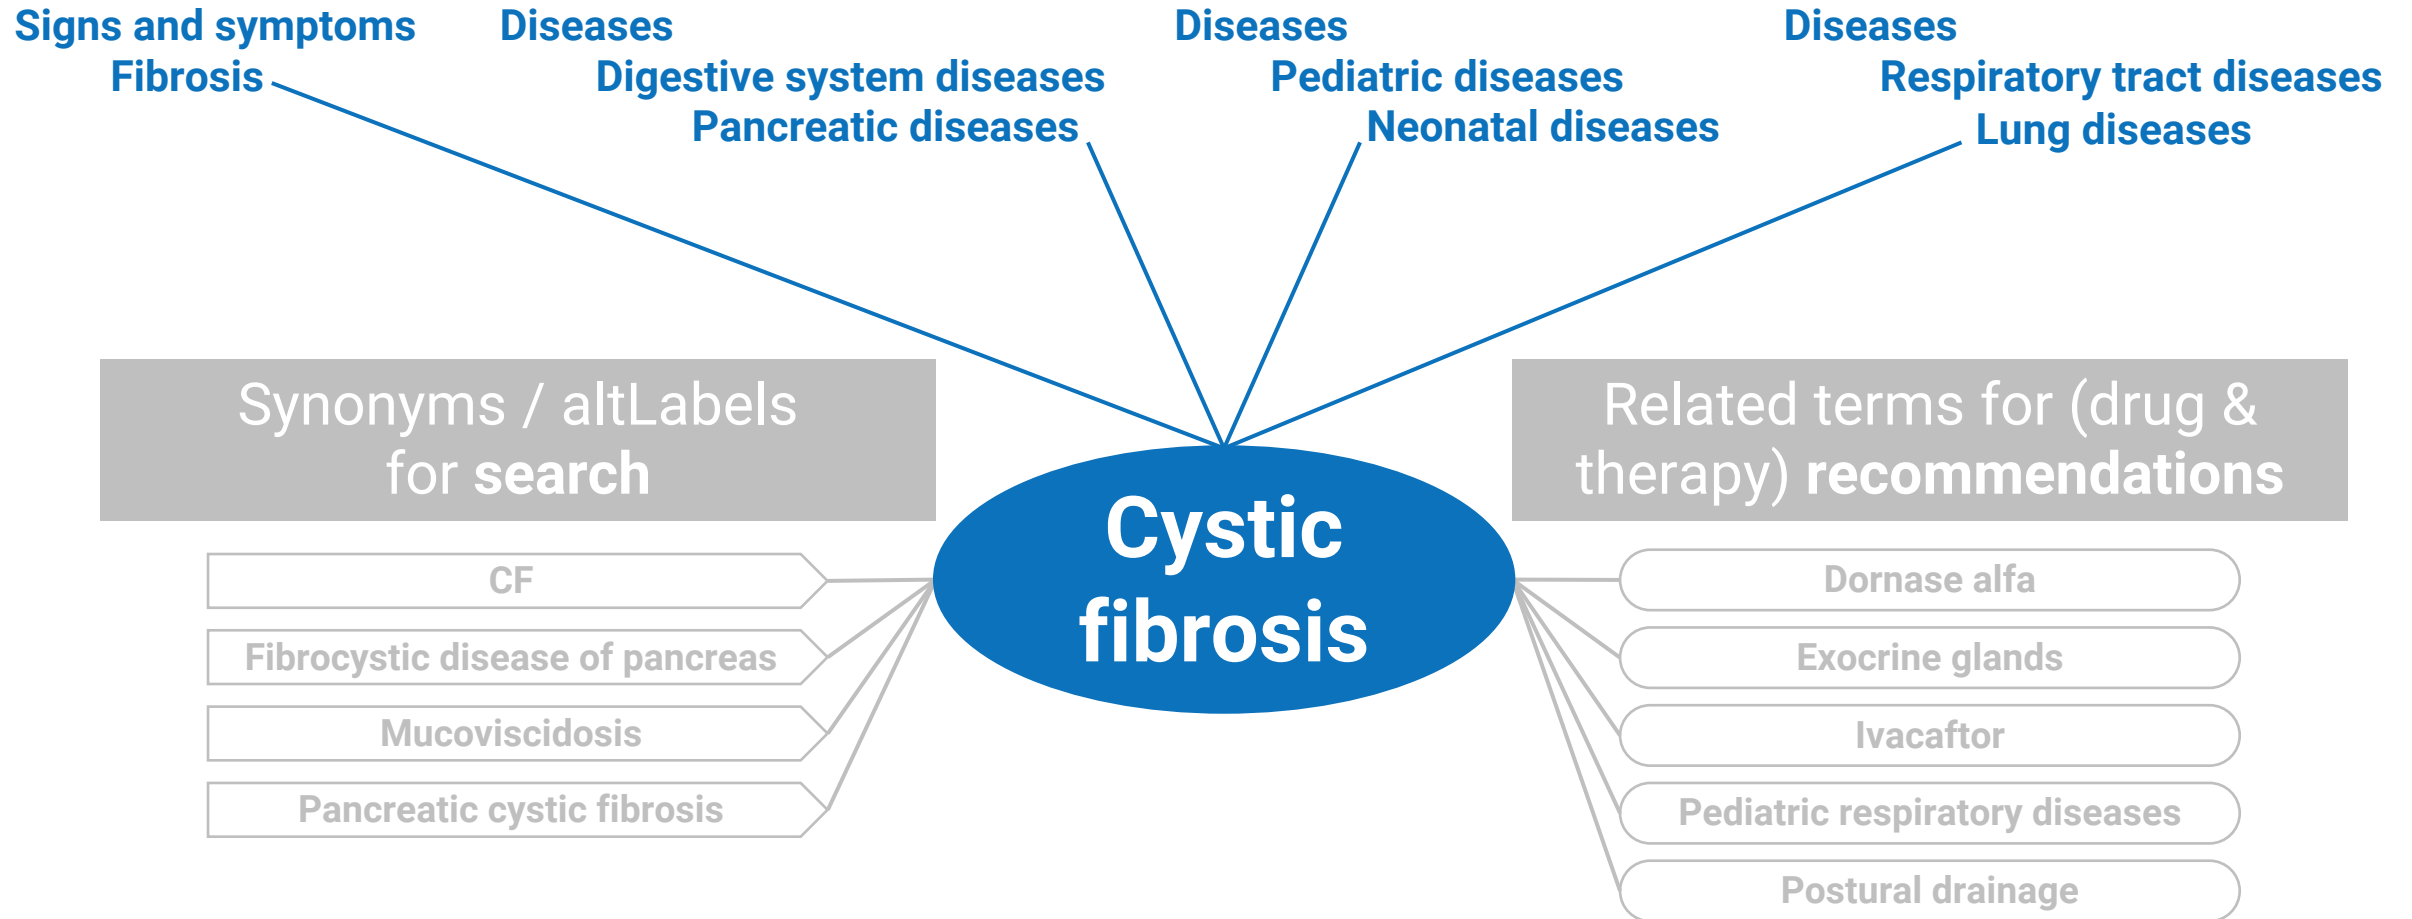 Signs and symptoms
Fibrosis
Diseases
Digestive system diseases
Pancreatic diseases
Diseases
Pediatric diseases
Neonatal diseases
Diseases
Respiratory tract diseases
Lung diseases
Synonyms / altLabels
for search
Cystic
fibrosis
Related terms for (drug &
therapy) recommendations
CF
Fibrocystic disease of pancreas
Mucoviscidosis
Pancreatic cystic fibrosis
Dornase alfa
Exocrine glands
Ivacaftor
Pediatric respiratory diseases
Postural drainage